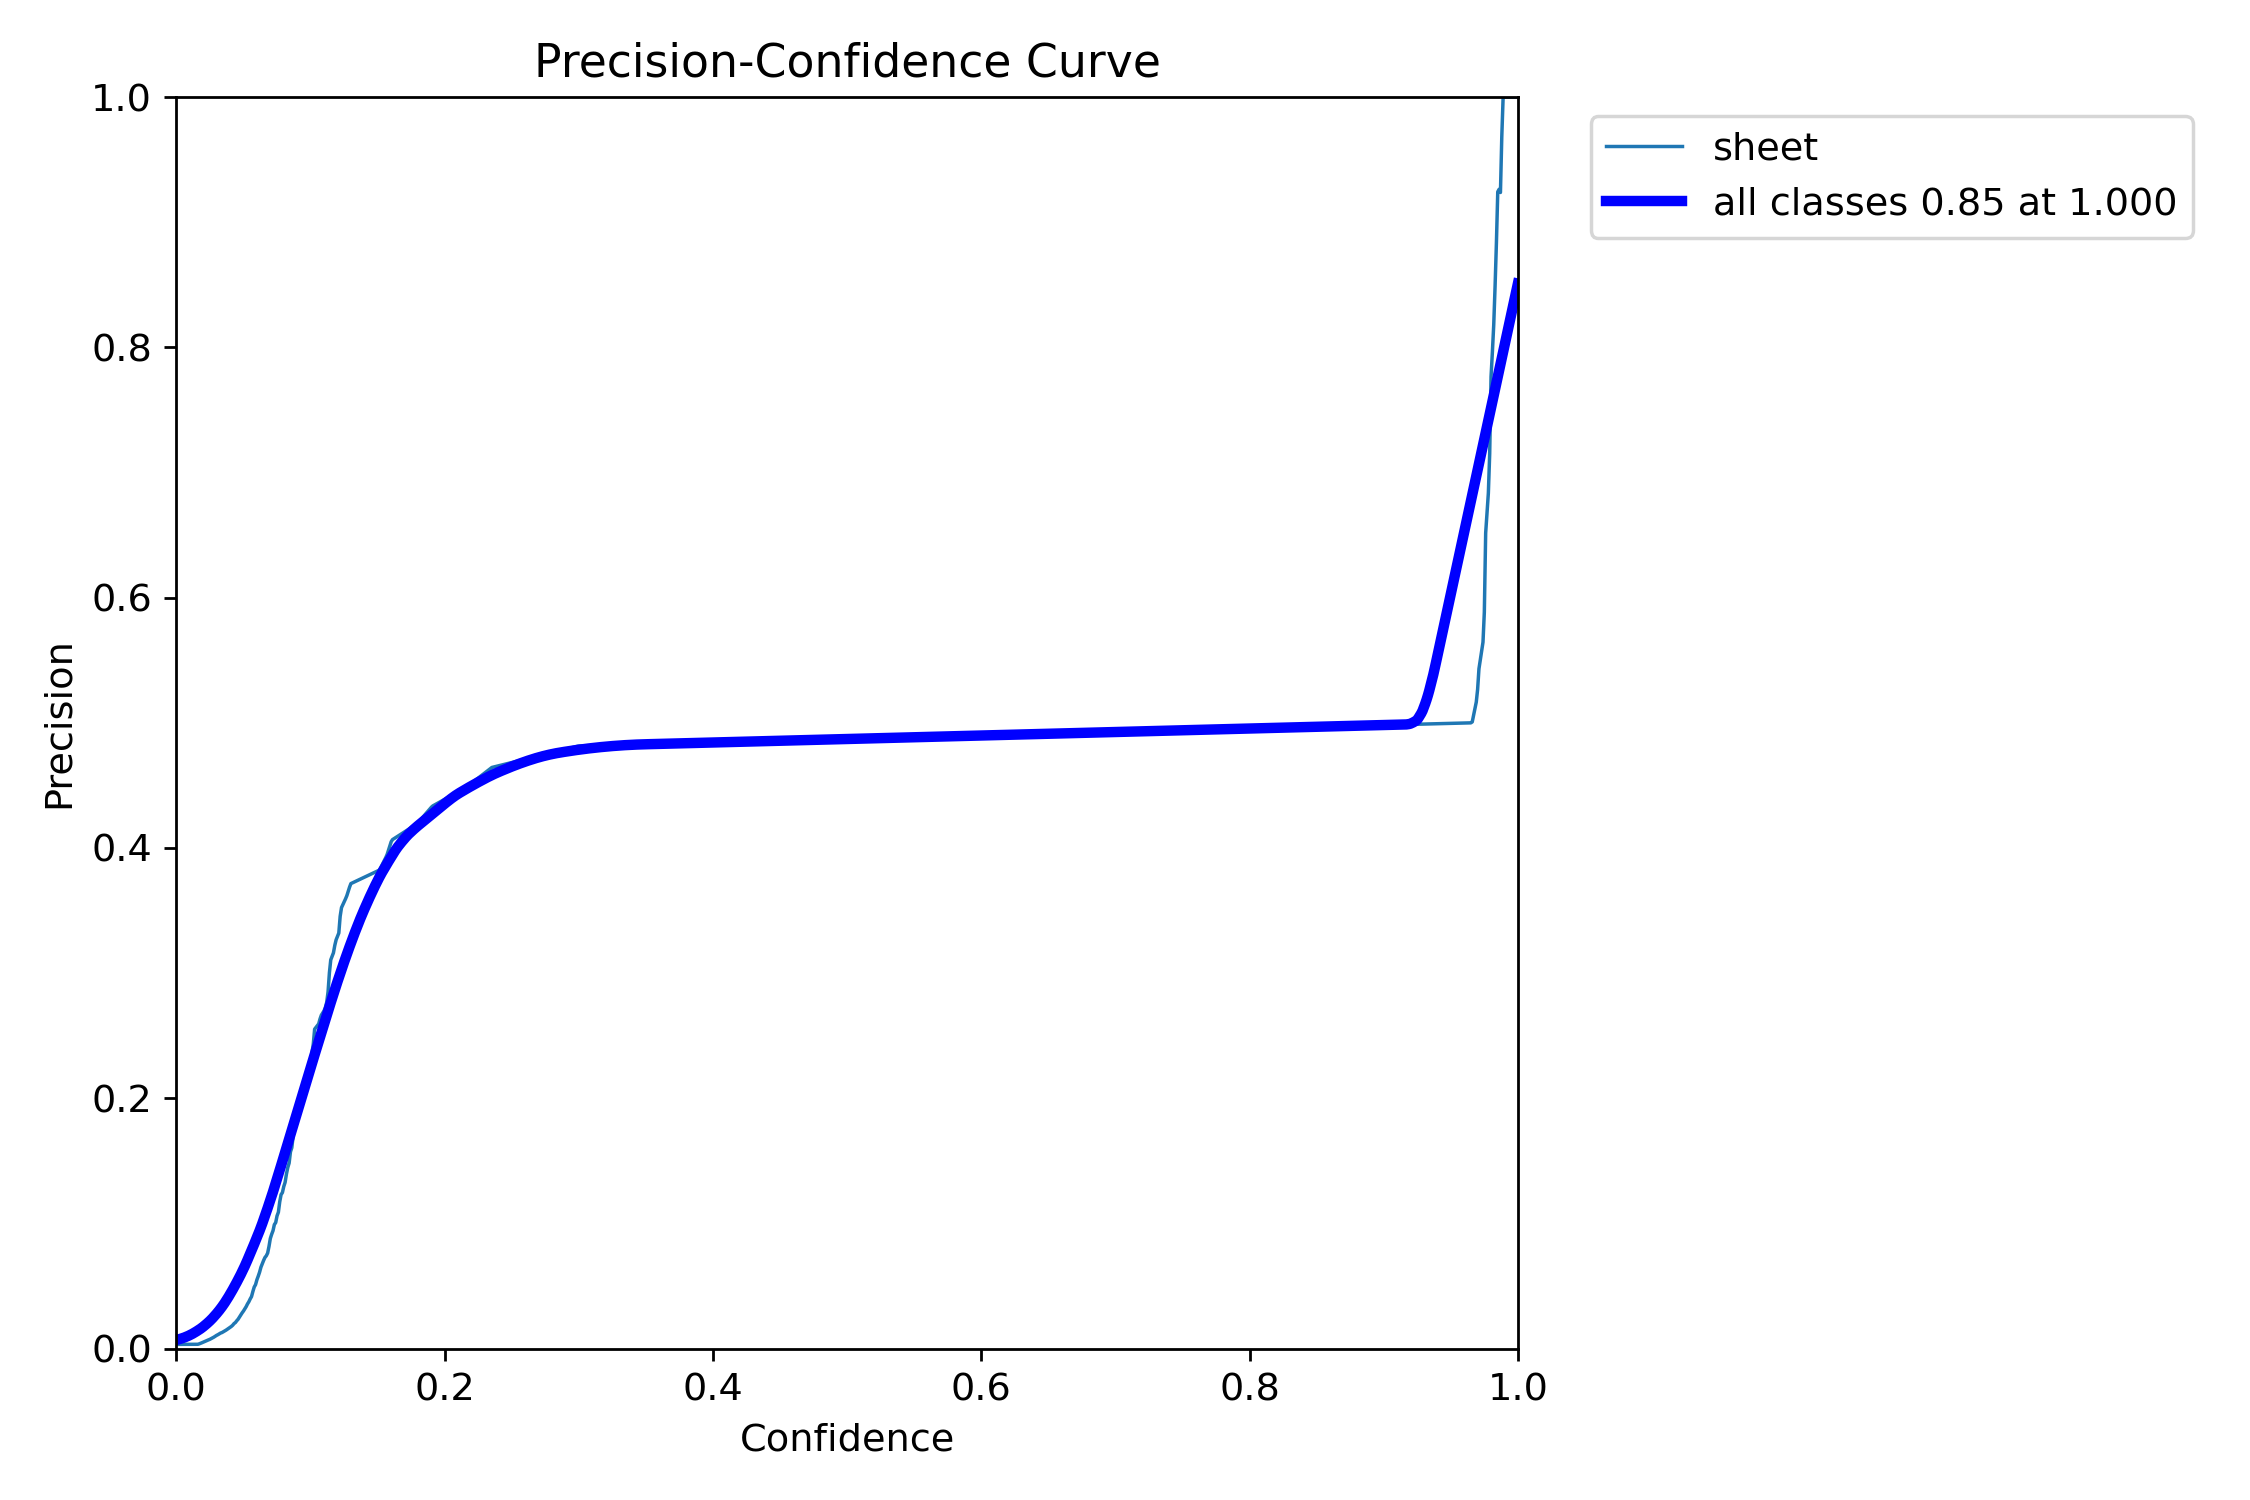 Precision-Confidence Curve
sheet
all classes 0.85 at 1.000
1.0
0.8
0.6
0.4
0.2
0.0
Precision
0.0 0.2 0.4 0.6 0.8 1.0
Confidence